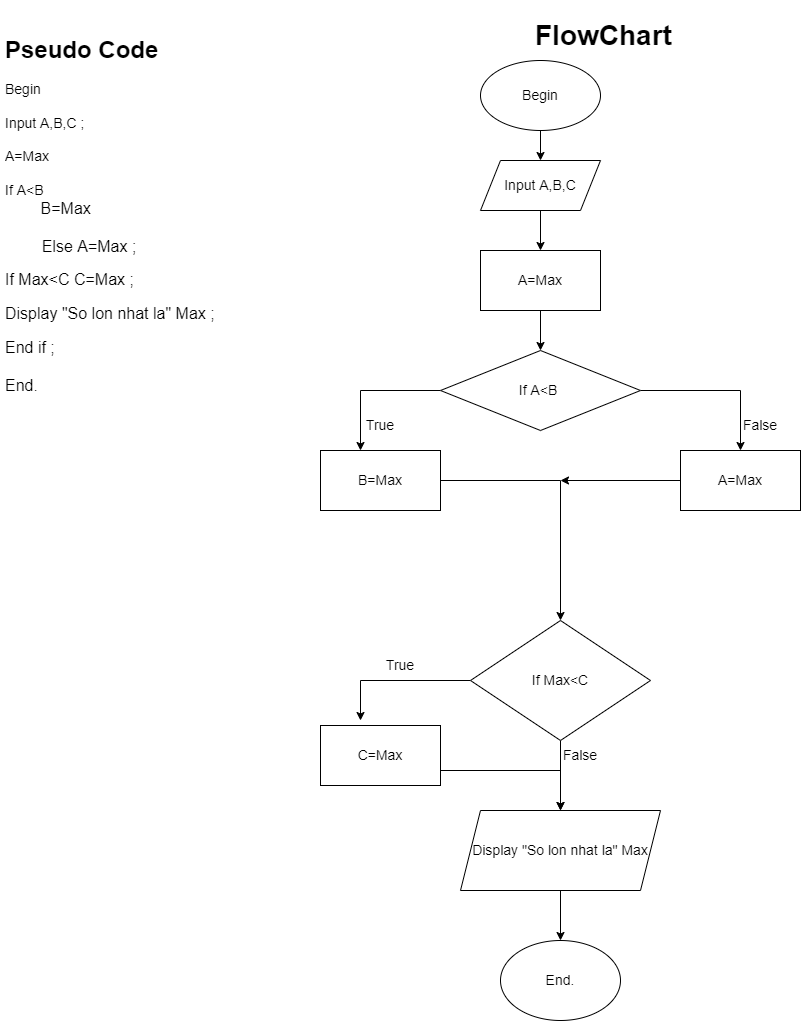 Pseudo Code
Begin
Input A,B,C ;
A=Max
If A<B
B=Max
Else A=Max ;
If Max<C C=Max ;
Display "So lon nhat la" Max ;
End if ;
End.
FlowChart
Begin
Input A,B,C
A=Max
If A<B
True
False
B=Max
A=Max
If Max<C
True
C=Max
False
Display "So lon nhat la" Max
End.